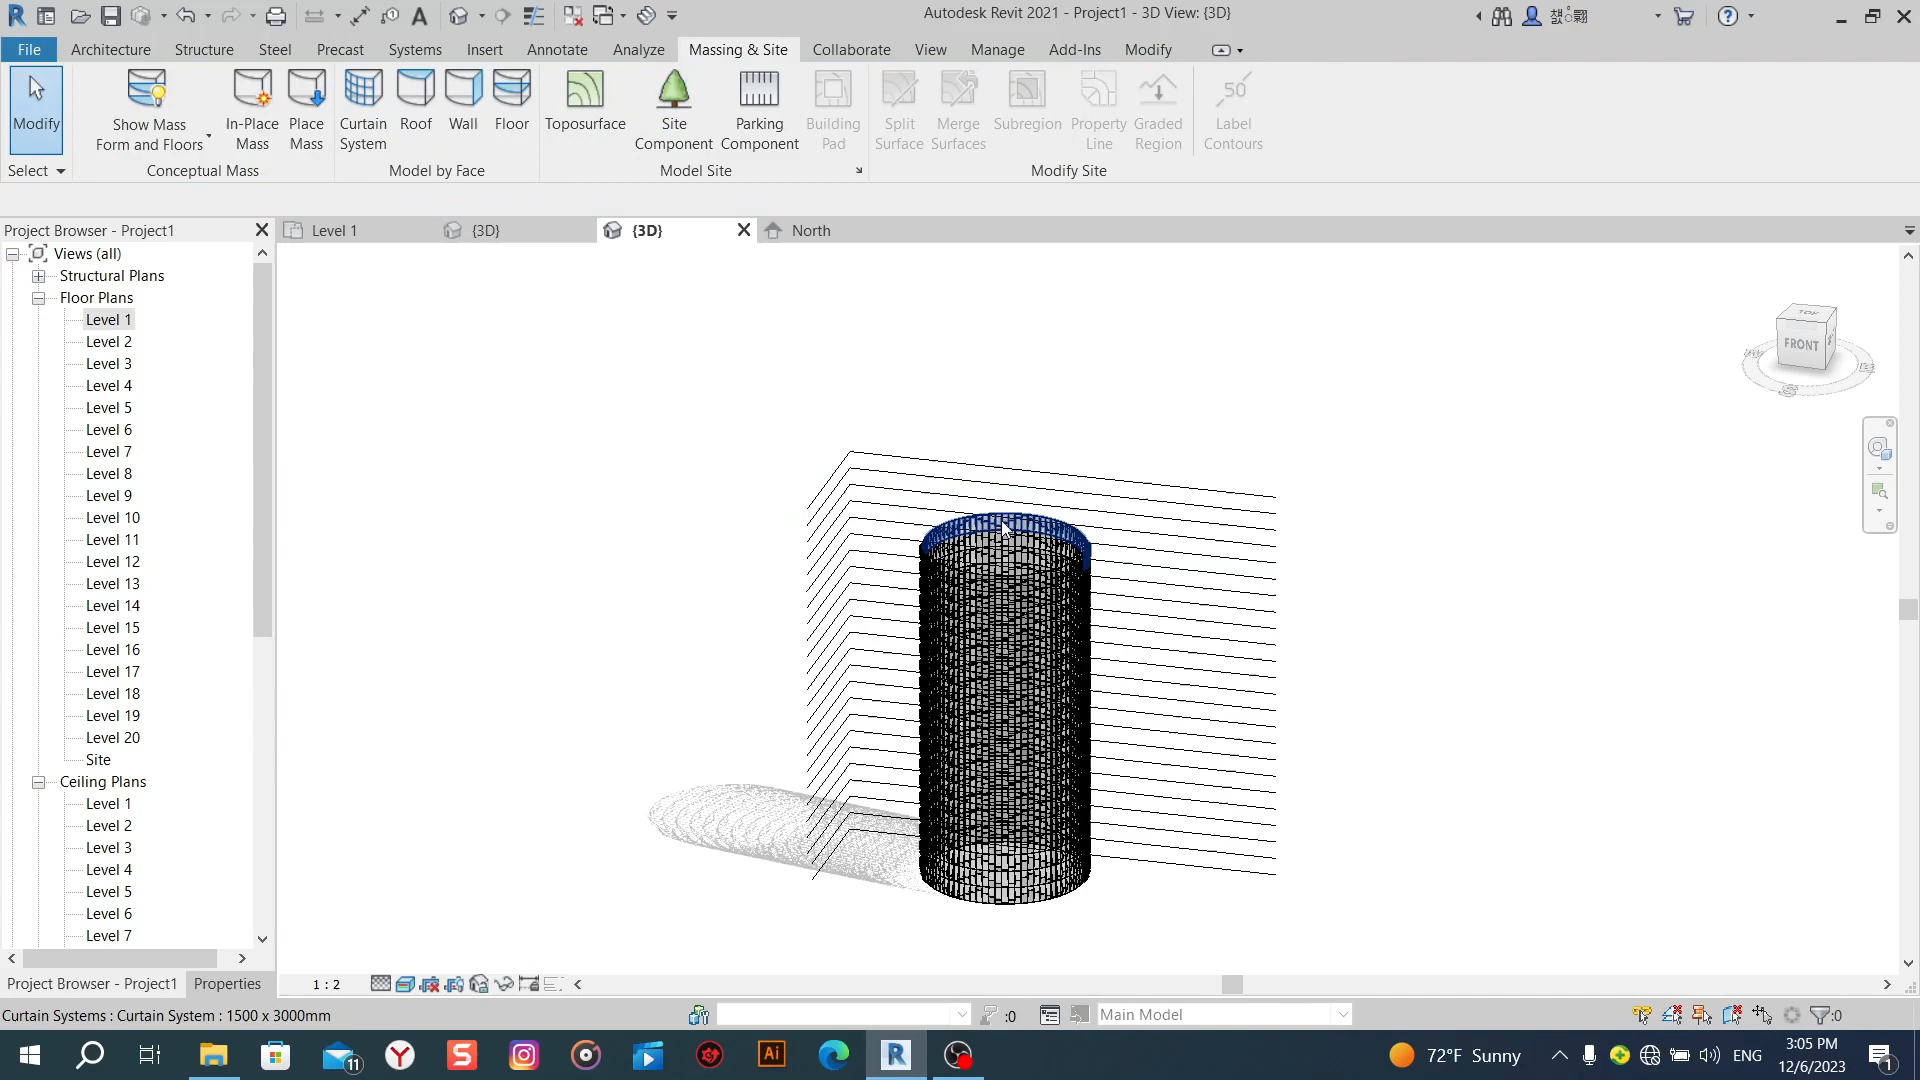 Autodesk Revit 2021 - Project1 - 3D View: {3D}
File Architecture Structure Steel Precast Systems Insert Annotate Analyze Massing & Site Collaborate View Manage Add-Ins Modify
Modify
Show Mass
Form and Floors
In-Place
Mass
Place
Mass
Curtain
System
Roof
Wall
Floor
Toposurface
Site
Component
Parking
Component
Building
Pad
Split
Surface
Merge
Surfaces
Subregion
Property
Line
Graded
Region
50
Label
Contours
Select
Conceptual Mass
Model by Face
Model Site
Modify Site
Project Browser - Project1
Level 1
{3D}
{3D}
North
Views (all)
Structural Plans
Floor Plans
Level 1
Level 2
Level 3
Level 4
Level 5
Level 6
Level 7
Level 8
Level 9
Level 10
Level 11
Level 12
Level 13
Level 14
Level 15
Level 16
Level 17
Level 18
Level 19
Level 20
Site
Ceiling Plans
Level 1
Level 2
Level 3
Level 4
Level 5
Level 6
Level 7
TOP
FRONT
S
E
Project Browser - Project1
Properties
1 : 2
Curtain Systems : Curtain System : 1500 x 3000mm
:0
Main Model
:0
11
Ai
72°F Sunny
ENG
3:05 PM
12/6/2023
1